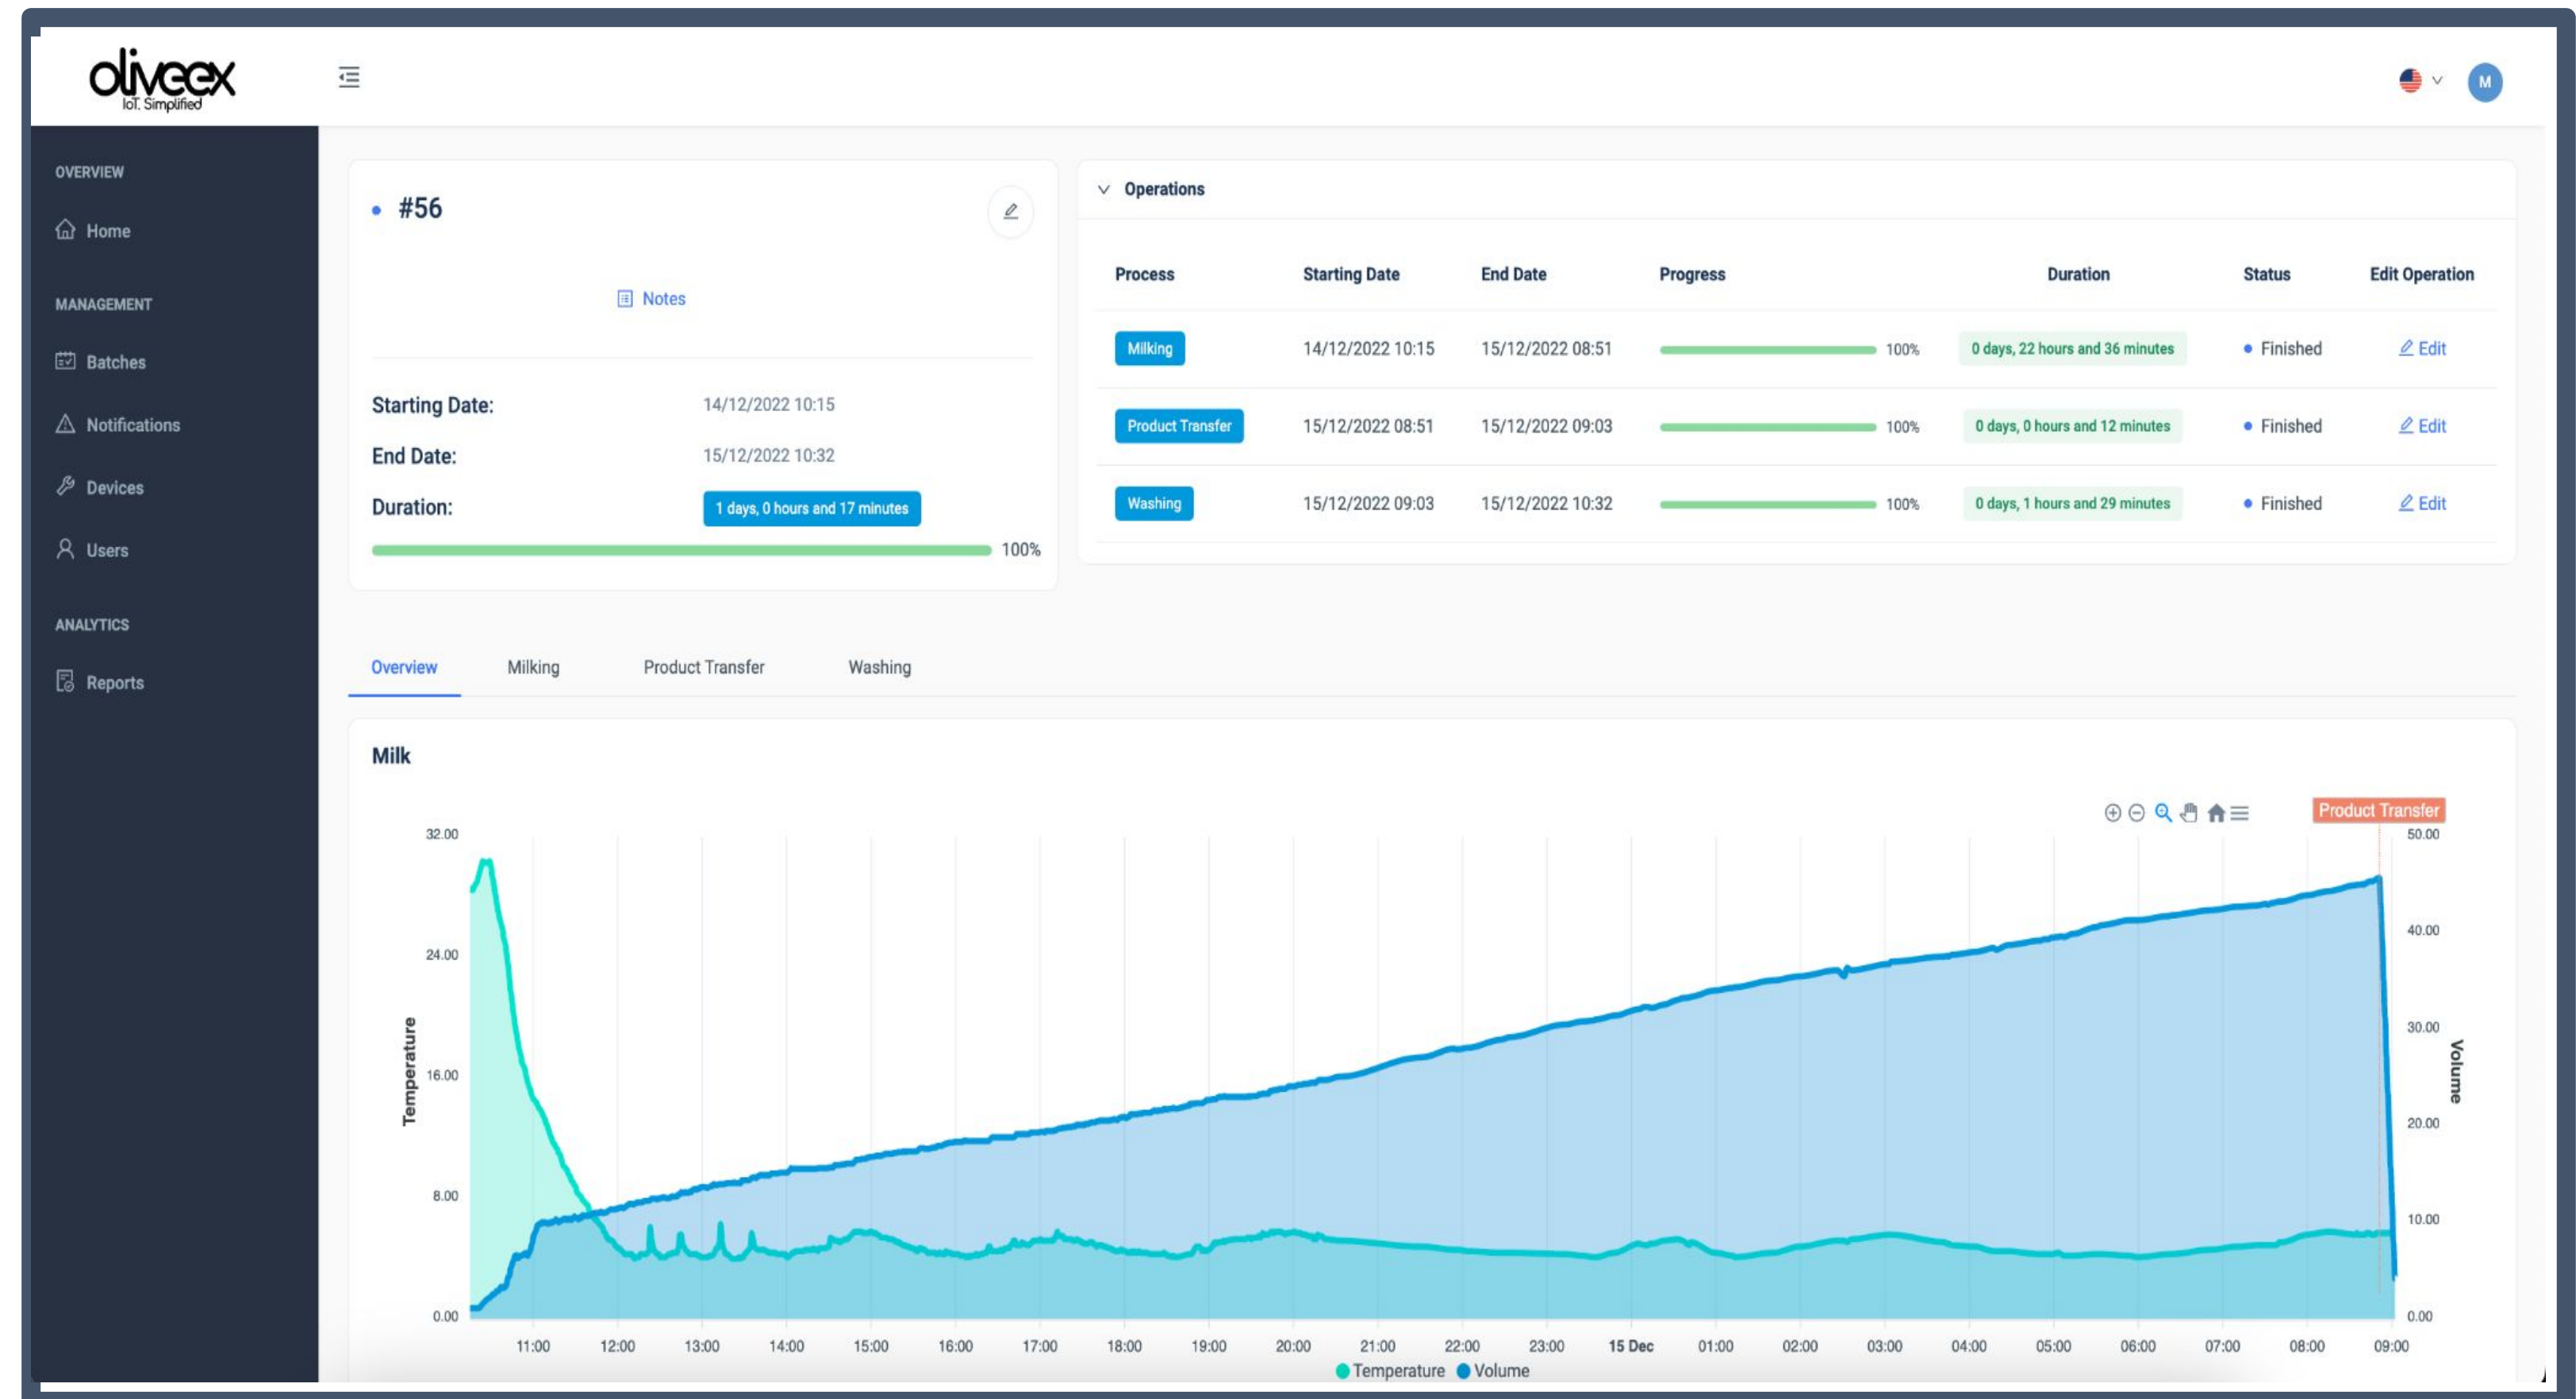 oliveex
IoT. Simplified
M
OVERVIEW
Home
MANAGEMENT
Batches
Notifications
Devices
Users
ANALYTICS
Reports
#56
Notes
Starting Date: 14/12/2022 10:15
End Date: 15/12/2022 10:32
Duration: 1 days, 0 hours and 17 minutes
100%
Operations
Process Starting Date End Date Progress Duration Status Edit Operation
Milking 14/12/2022 10:15 15/12/2022 08:51 100% 0 days, 22 hours and 36 minutes Finished Edit
Product Transfer 15/12/2022 08:51 15/12/2022 09:03 100% 0 days, 0 hours and 12 minutes Finished Edit
Washing 15/12/2022 09:03 15/12/2022 10:32 100% 0 days, 1 hours and 29 minutes Finished Edit
Overview Milking Product Transfer Washing
Milk
Product Transfer
32.00
24.00
16.00
8.00
0.00
Temperature
50.00
40.00
30.00
20.00
10.00
0.00
Volume
11:00 12:00 13:00 14:00 15:00 16:00 17:00 18:00 19:00 20:00 21:00 22:00 23:00 15 Dec 01:00 02:00 03:00 04:00 05:00 06:00 07:00 08:00 09:00
Temperature Volume